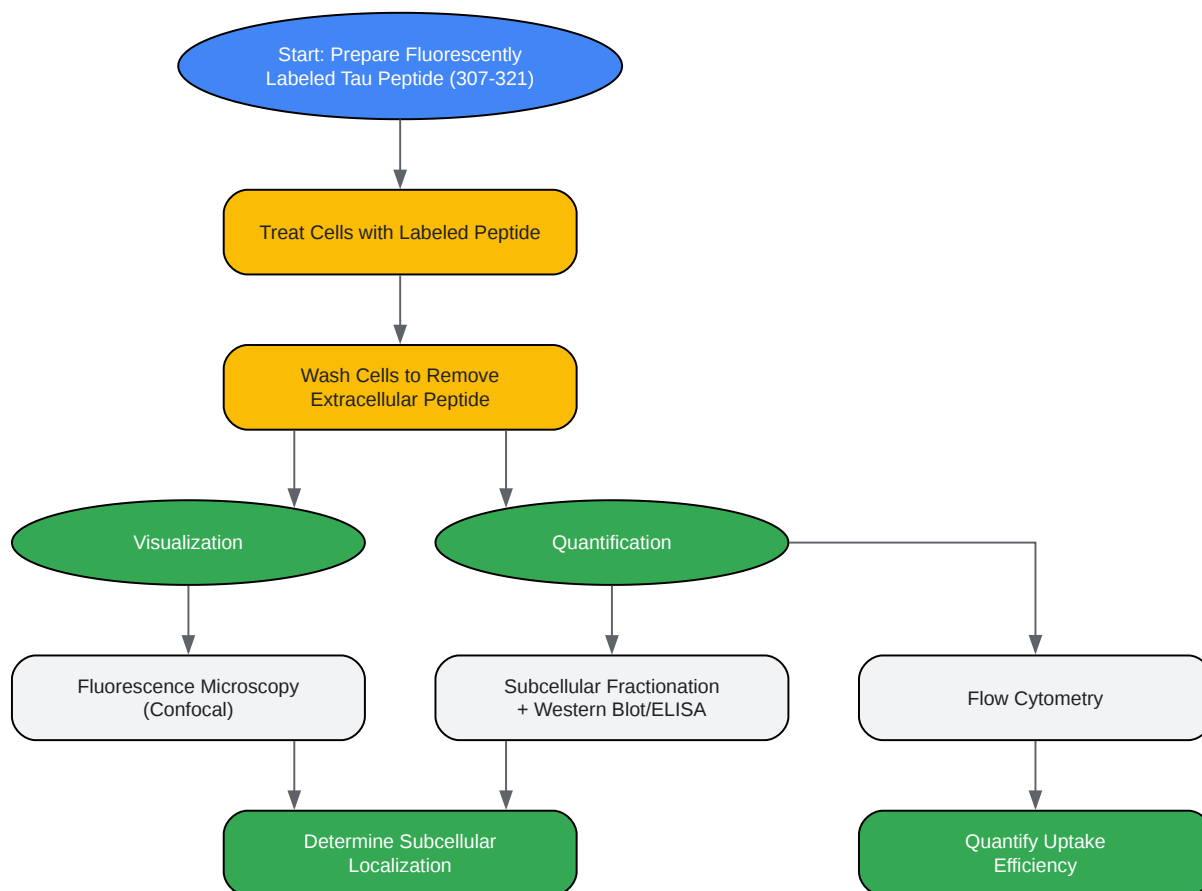 Start: Prepare Fluorescently
Labeled Tau Peptide (307-321)
Treat Cells with Labeled Peptide
Wash Cells to Remove
Extracellular Peptide
Visualization
Quantification
Fluorescence Microscopy
(Confocal)
Subcellular Fractionation
+ Western Blot/ELISA
Flow Cytometry
Determine Subcellular
Localization
Quantify Uptake
Efficiency